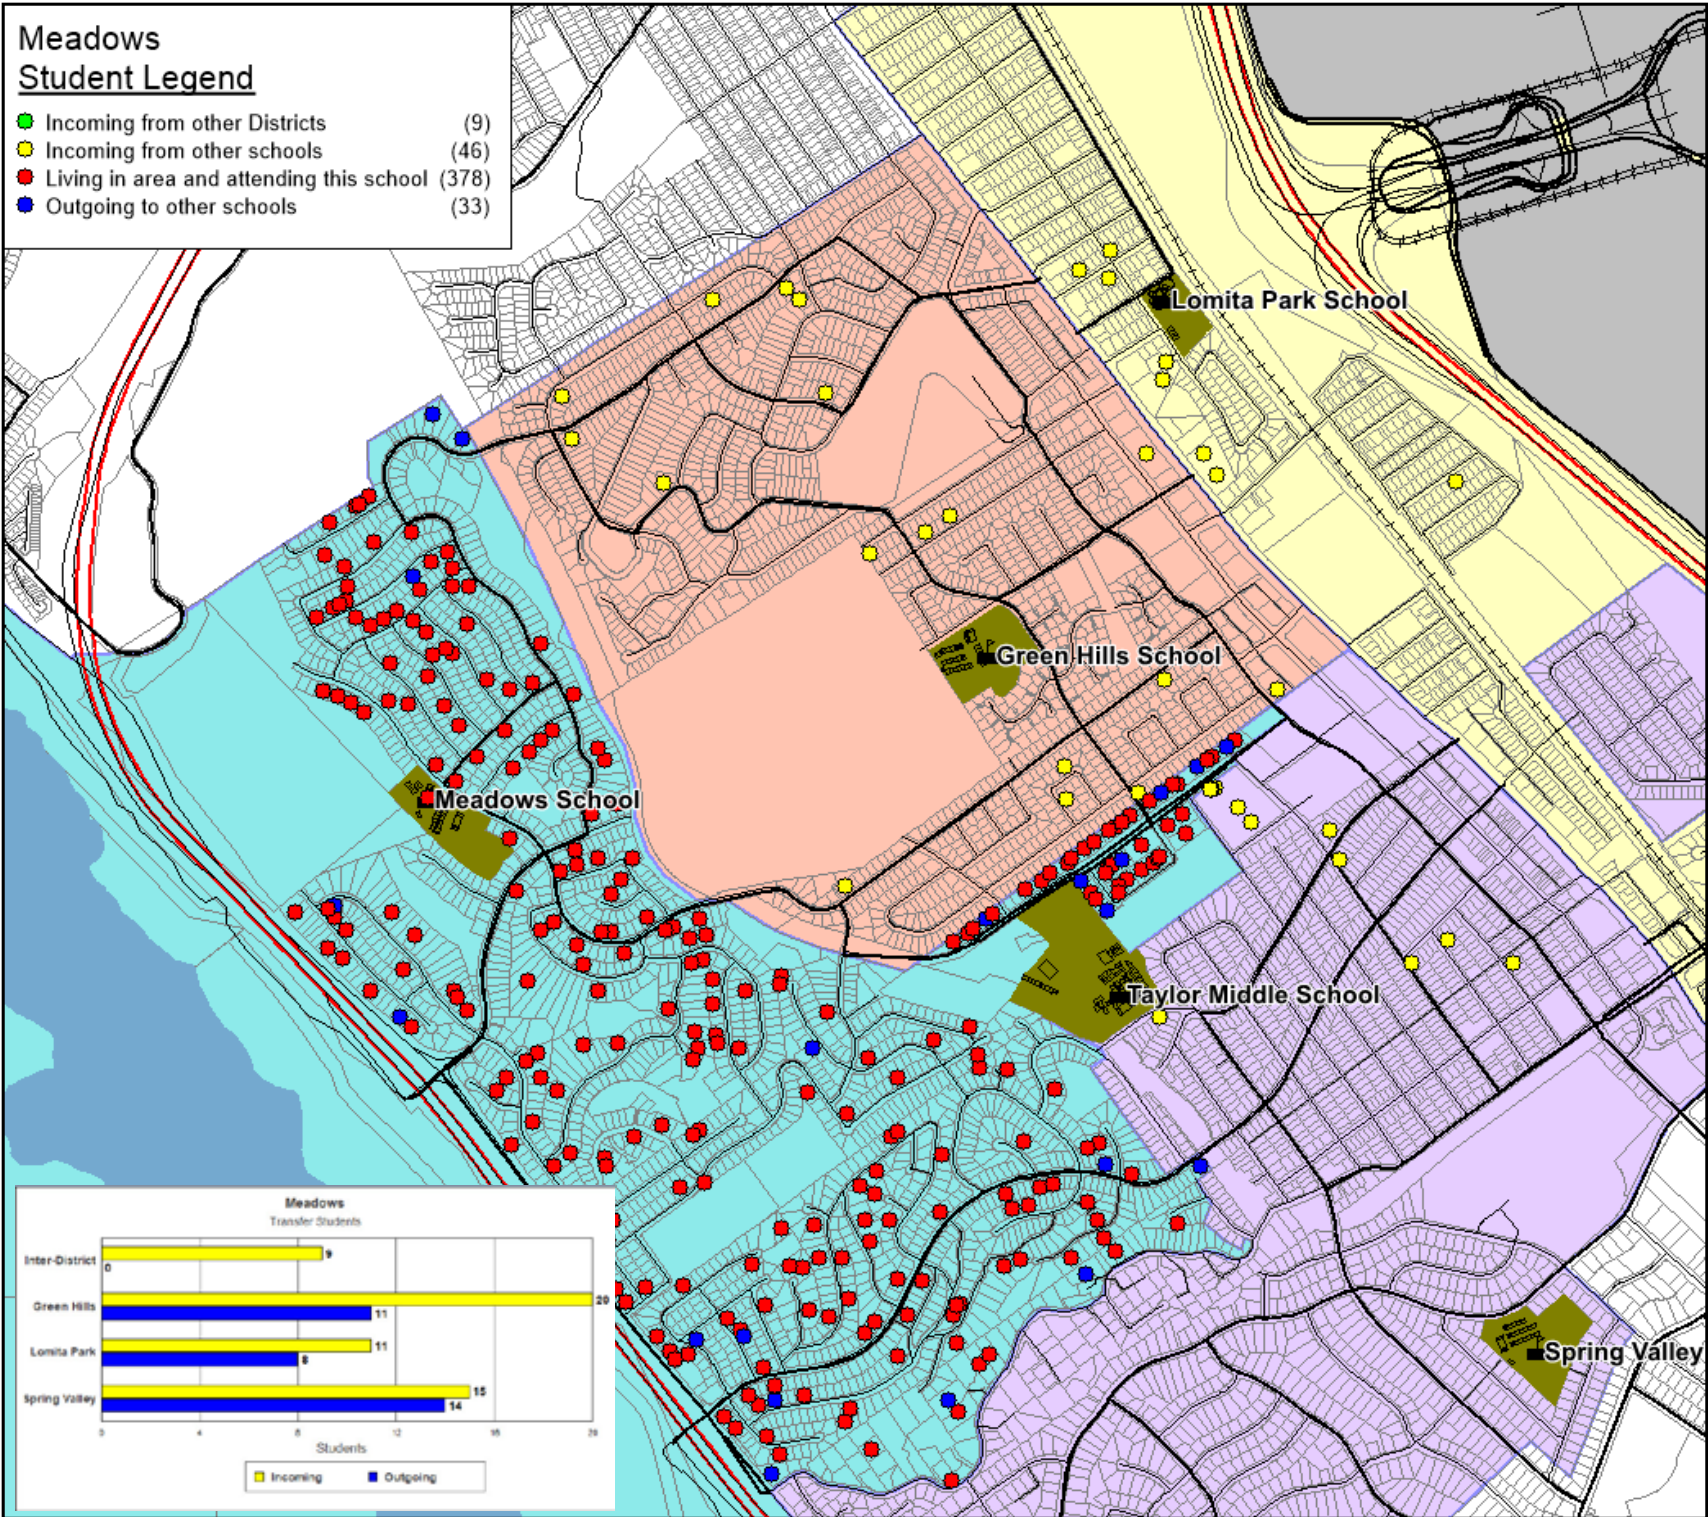 Meadows
Student Legend
Incoming from other Districts (9)
Incoming from other schools (46)
Living in area and attending this school (378)
Outgoing to other schools (33)
Lomita Park School
Green Hills School
Meadows School
Taylor Middle School
Spring Valley
Meadows
Transfer Students
Inter-District 9
0
Green Hills 20
11
Lomita Park 11
8
Spring Valley 15
14
0 4 8 12 16 20
Students
Incoming Outgoing